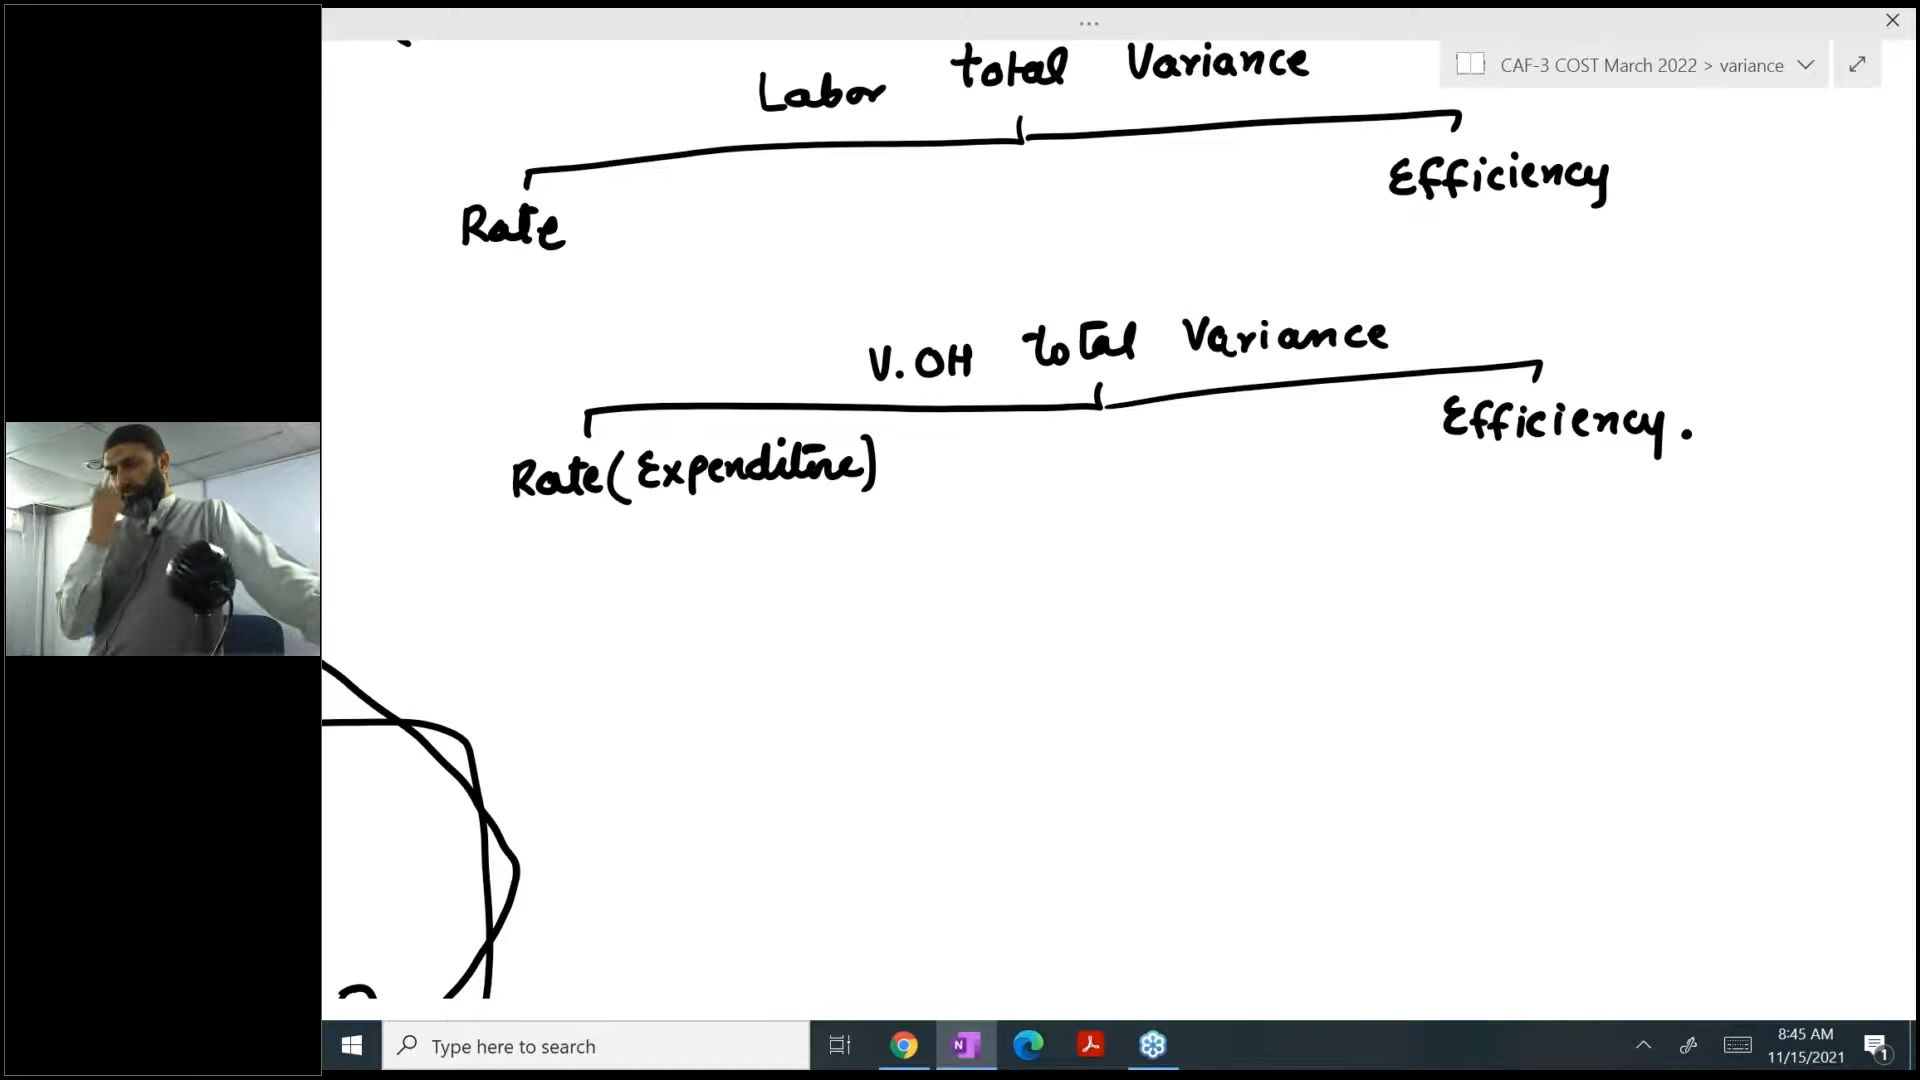 CAF-3 COST March 2022 > variance
Labor total Variance
Rate Efficiency
V.OH total Variance
Rate (Expenditure) Efficiency.
Type here to search
8:45 AM
11/15/2021
1